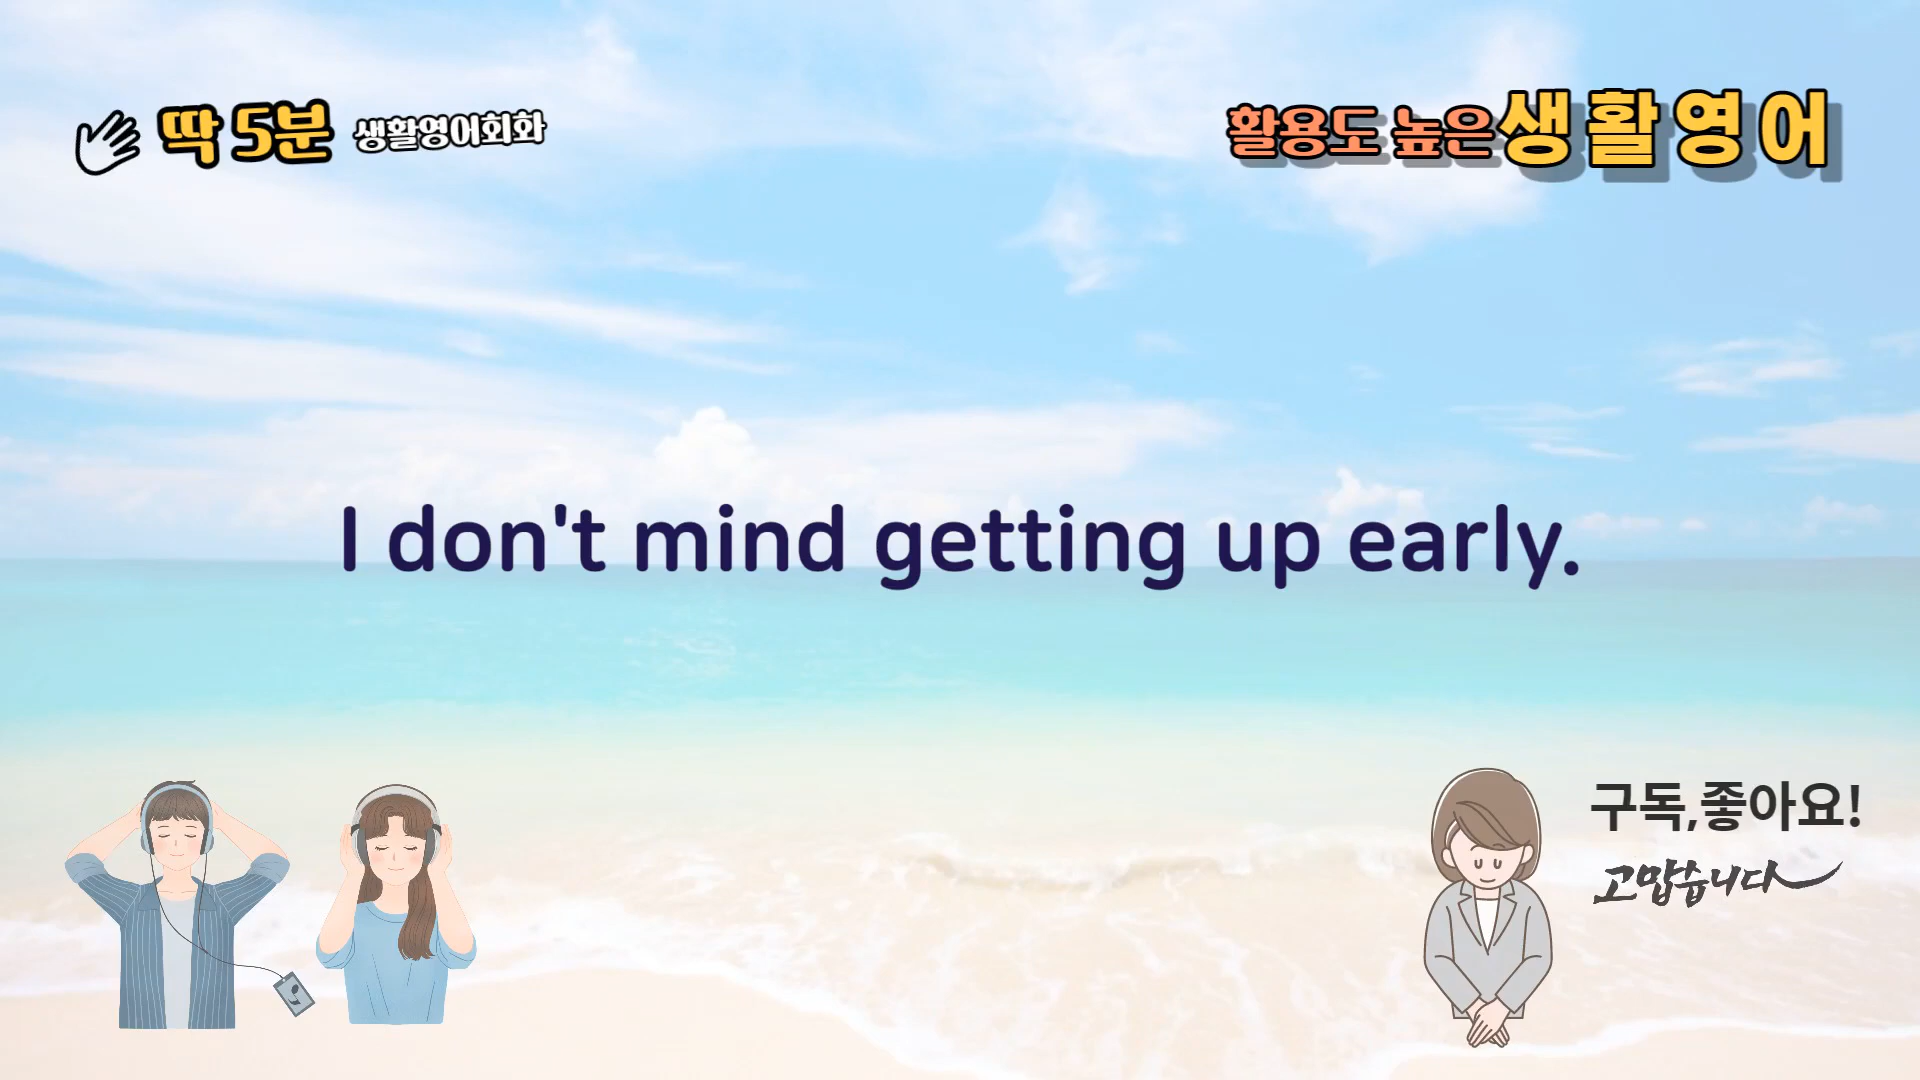 딱 5분 생활영어회화
활용도 높은 생활영어
I don't mind getting up early.
구독,좋아요!
고맙습니다